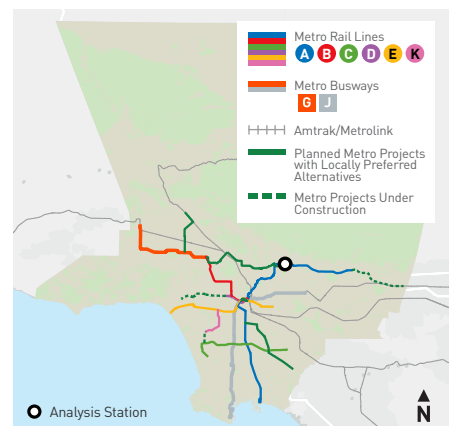 Metro Rail Lines
A B C D E K
Metro Busways
G J
Amtrak/Metrolink
Planned Metro Projects
with Locally Preferred
Alternatives
Metro Projects Under
Construction
Analysis Station
N